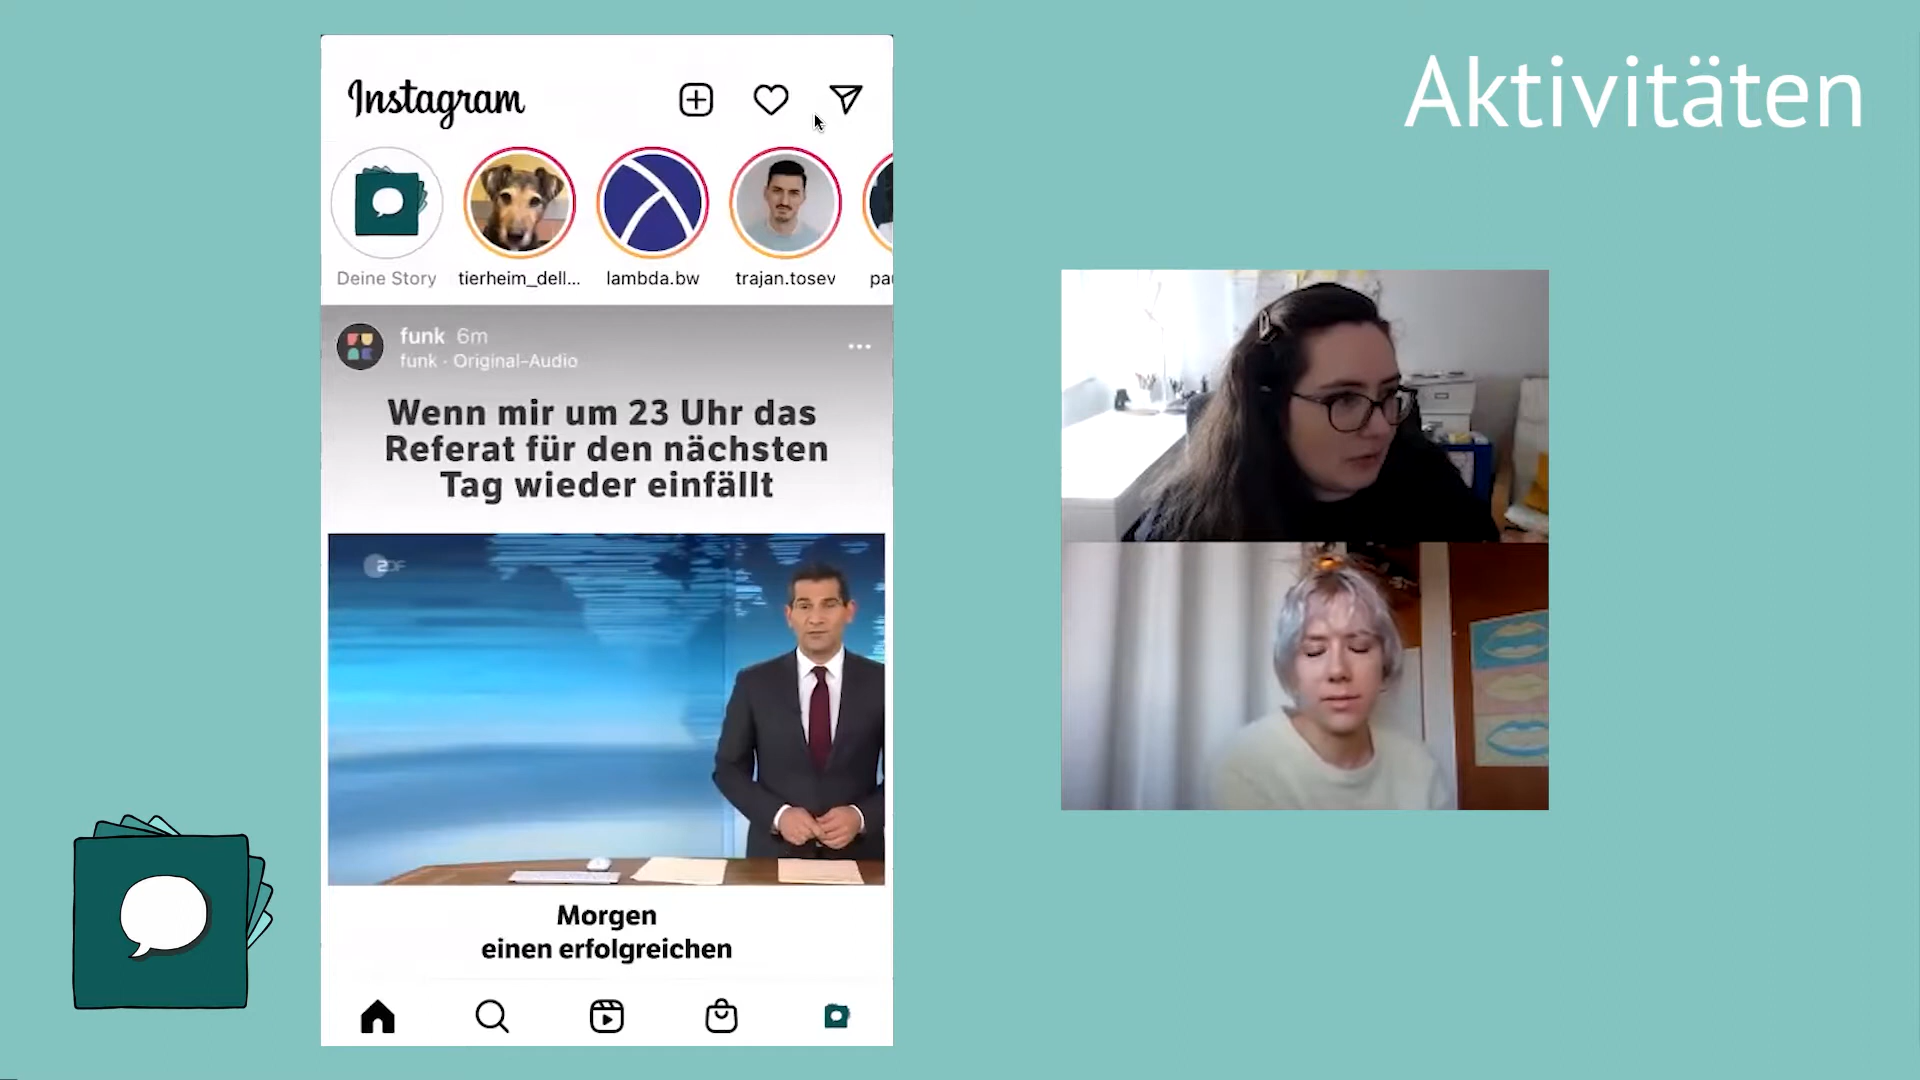 Aktivitäten
Instagram
Deine Story
tierheim_dell...
lambda.bw
trajan.tosev
funk 6m
funk · Original-Audio
Wenn mir um 23 Uhr das
Referat für den nächsten
Tag wieder einfällt
ZDF
Morgen
einen erfolgreichen